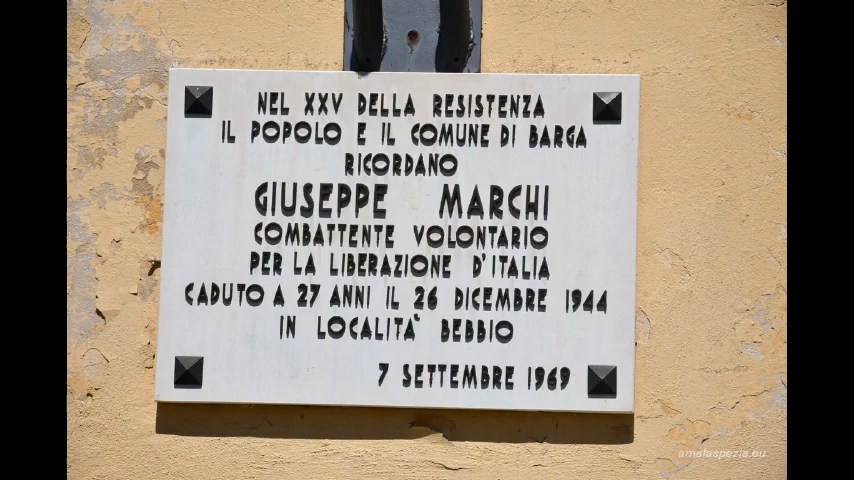 NEL XXV DELLA RESISTENZA
IL POPOLO E IL COMUNE DI BARGA
RICORDANO
GIUSEPPE MARCHI
COMBATTENTE VOLONTARIO
PER LA LIBERAZIONE D'ITALIA
CADUTO A 27 ANNI IL 26 DICEMBRE 1944
IN LOCALITA' BEBBIO
7 SETTEMBRE 1969
arnelaspezia.eu